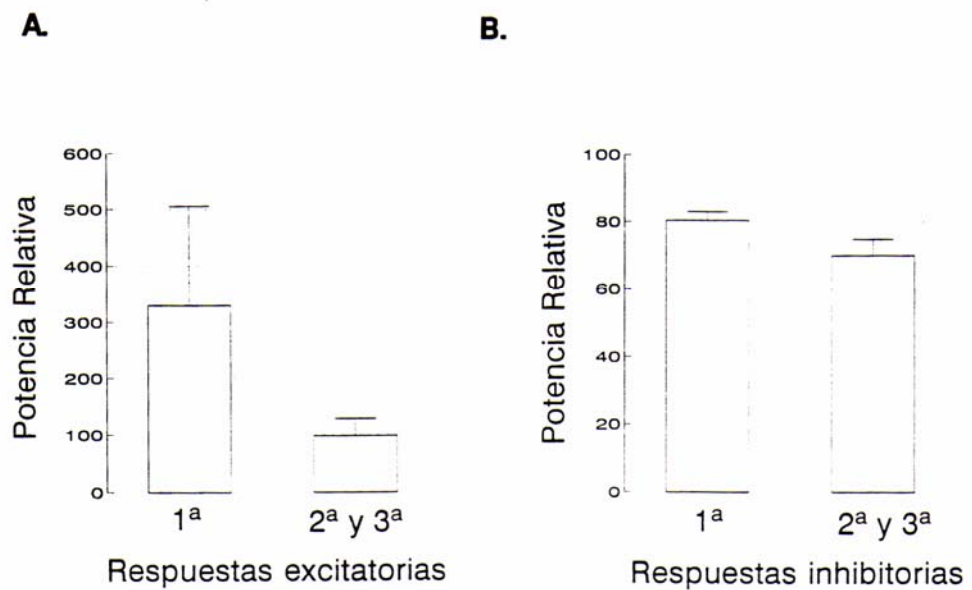 A.
Potencia Relativa
600
500
400
300
200
100
0
1ª
2ª y 3ª
Respuestas excitatorias
B.
Potencia Relativa
100
80
60
40
20
0
1ª
2ª y 3ª
Respuestas inhibitorias